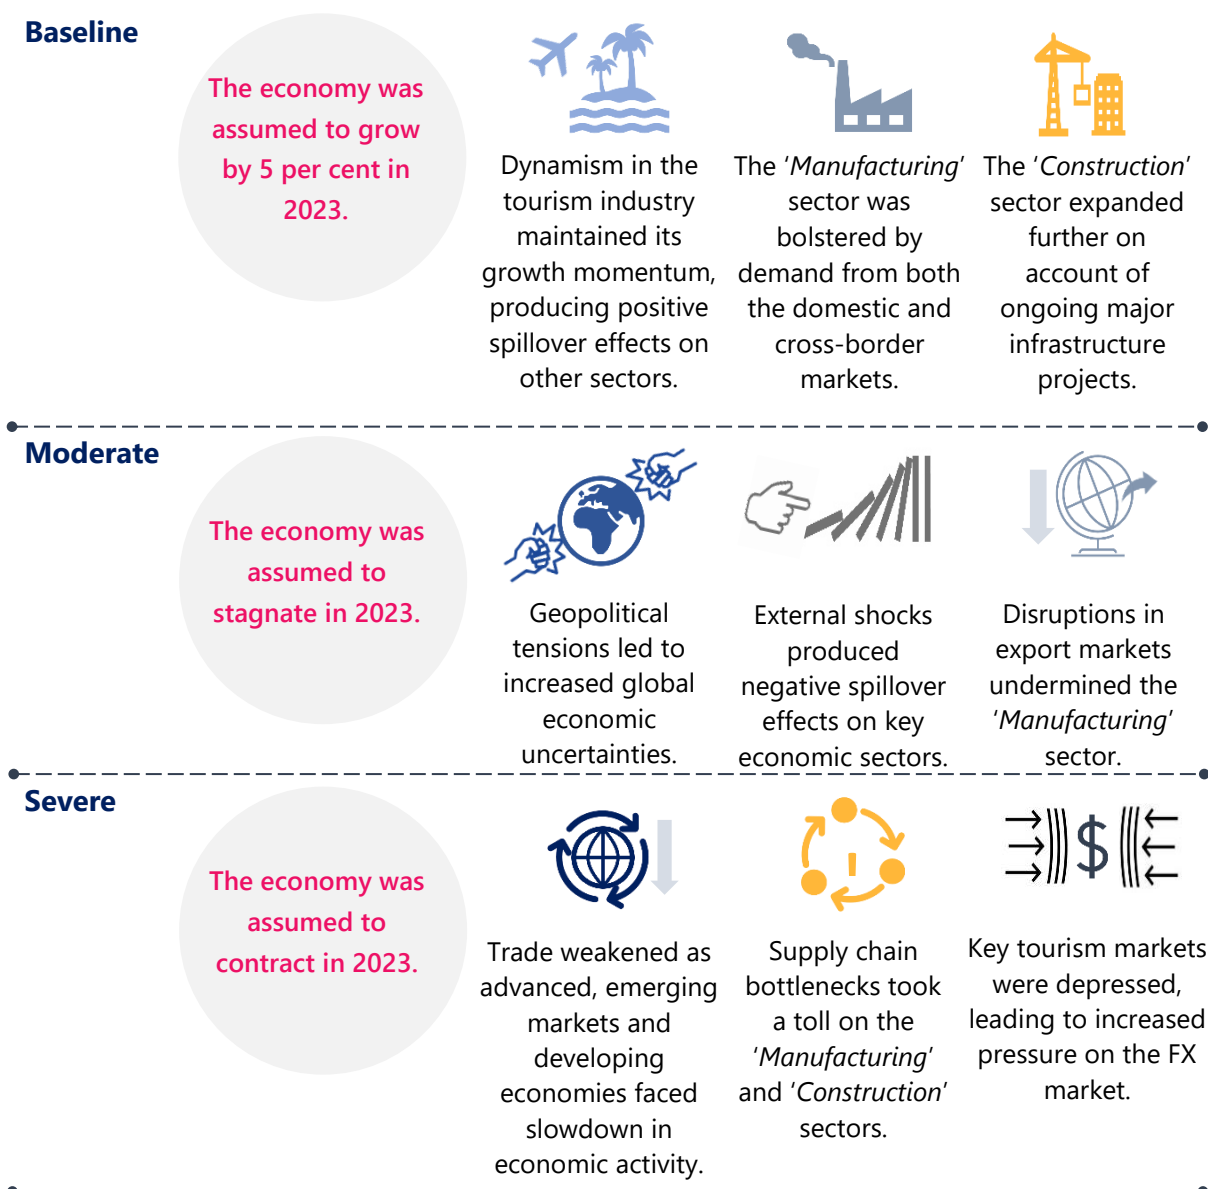 Baseline
The economy was
assumed to grow
by 5 per cent in
2023.
Dynamism in the
tourism industry
maintained its
growth momentum,
producing positive
spillover effects on
other sectors.
The ‘Manufacturing’
sector was
bolstered by
demand from both
the domestic and
cross-border
markets.
The ‘Construction’
sector expanded
further on
account of
ongoing major
infrastructure
projects.
Moderate
The economy was
assumed to
stagnate in 2023.
Geopolitical
tensions led to
increased global
economic
uncertainties.
External shocks
produced
negative spillover
effects on key
economic sectors.
Disruptions in
export markets
undermined the
‘Manufacturing’
sector.
Severe
The economy was
assumed to
contract in 2023.
Trade weakened as
advanced, emerging
markets and
developing
economies faced
slowdown in
economic activity.
!
Supply chain
bottlenecks took
a toll on the
‘Manufacturing’
and ‘Construction’
sectors.
$
Key tourism markets
were depressed,
leading to increased
pressure on the FX
market.